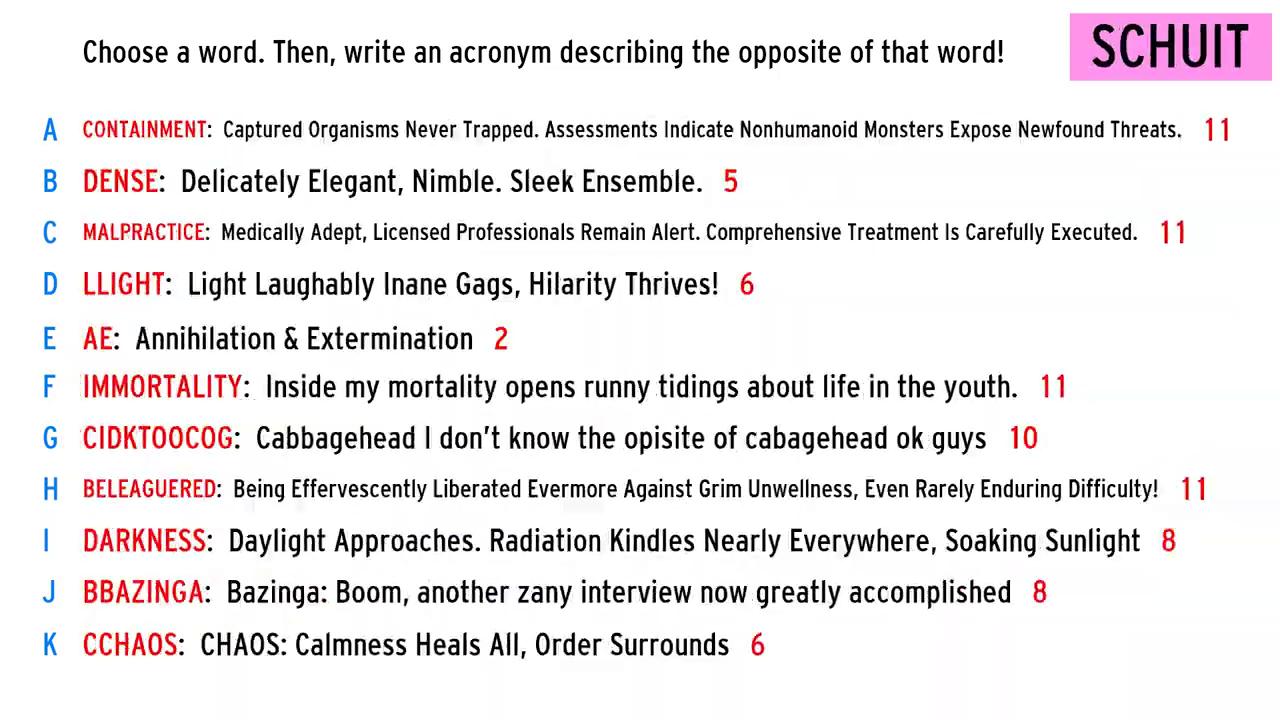 Choose a word. Then, write an acronym describing the opposite of that word!
SCHUIT
A CONTAINMENT: Captured Organisms Never Trapped. Assessments Indicate Nonhumanoid Monsters Expose Newfound Threats. 11
B DENSE: Delicately Elegant, Nimble. Sleek Ensemble. 5
C MALPRACTICE: Medically Adept, Licensed Professionals Remain Alert. Comprehensive Treatment Is Carefully Executed. 11
D LLIGHT: Light Laughably Inane Gags, Hilarity Thrives! 6
E AE: Annihilation & Extermination 2
F IMMORTALITY: Inside my mortality opens runny tidings about life in the youth. 11
G CIDKTOOCOG: Cabbagehead I don't know the opisite of cabagehead ok guys 10
H BELEAGUERED: Being Effervescently Liberated Evermore Against Grim Unwellness, Even Rarely Enduring Difficulty! 11
I DARKNESS: Daylight Approaches. Radiation Kindles Nearly Everywhere, Soaking Sunlight 8
J BBAZINGA: Bazinga: Boom, another zany interview now greatly accomplished 8
K CCHAOS: CHAOS: Calmness Heals All, Order Surrounds 6